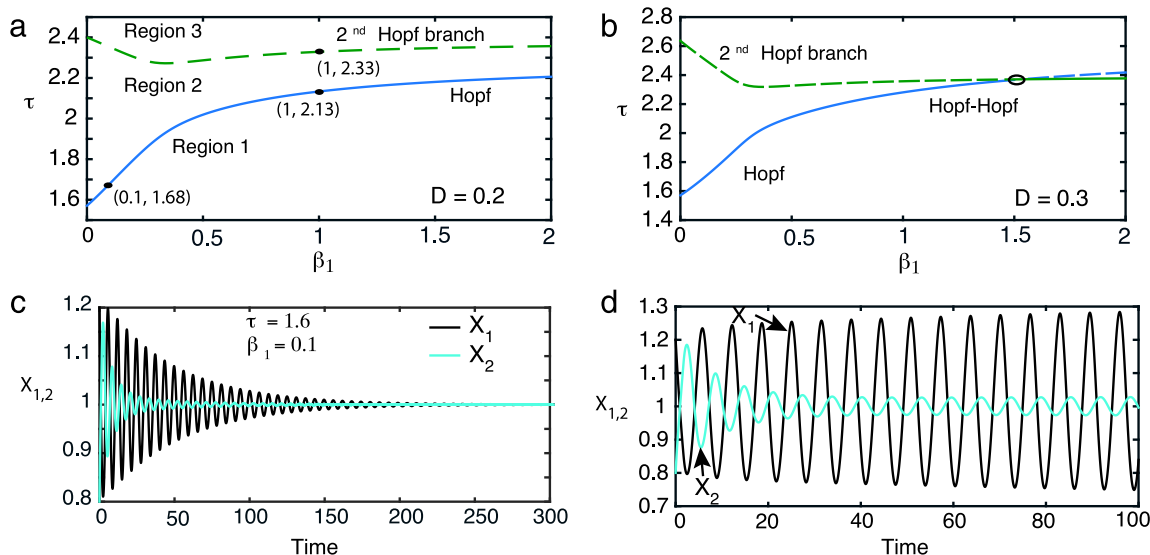 a
2.4
2.2
2
1.8
1.6
τ
Region 3
2 nd Hopf branch
(1, 2.33)
Region 2
Hopf
(1, 2.13)
Region 1
(0.1, 1.68)
D = 0.2
0 0.5 1 1.5 2
β1
b
2.8
2.6
2.4
2.2
2
1.8
1.6
1.4
τ
2 nd Hopf branch
Hopf-Hopf
Hopf
D = 0.3
0 0.5 1 1.5 2
β1
c
1.2
1.1
1
0.9
0.8
X1,2
τ = 1.6
β 1 = 0.1
X1
X2
0 50 100 150 200 250 300
Time
d
1.3
1.2
1.1
1
0.9
0.8
0.7
X1,2
X1
X2
0 20 40 60 80 100
Time